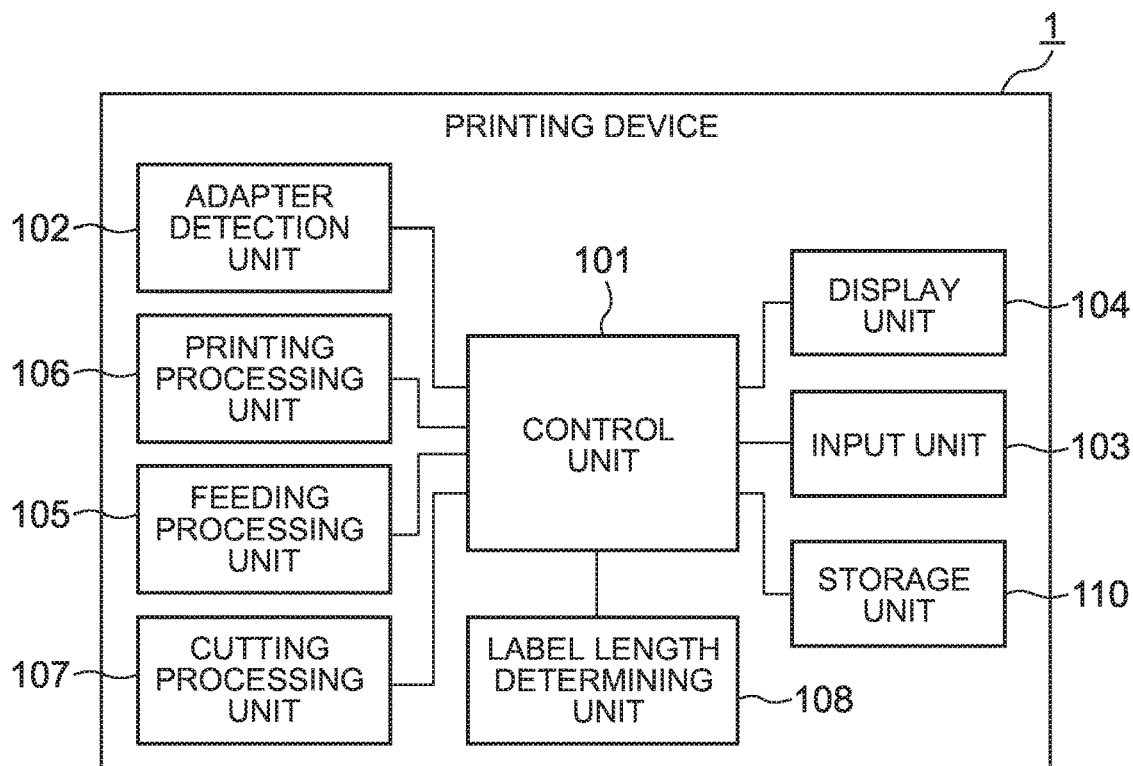 1
PRINTING DEVICE
102
ADAPTER
DETECTION
UNIT
106
PRINTING
PROCESSING
UNIT
105
FEEDING
PROCESSING
UNIT
107
CUTTING
PROCESSING
UNIT
101
CONTROL
UNIT
LABEL LENGTH
DETERMINING
UNIT
108
DISPLAY
UNIT
104
INPUT UNIT
103
STORAGE
UNIT
110